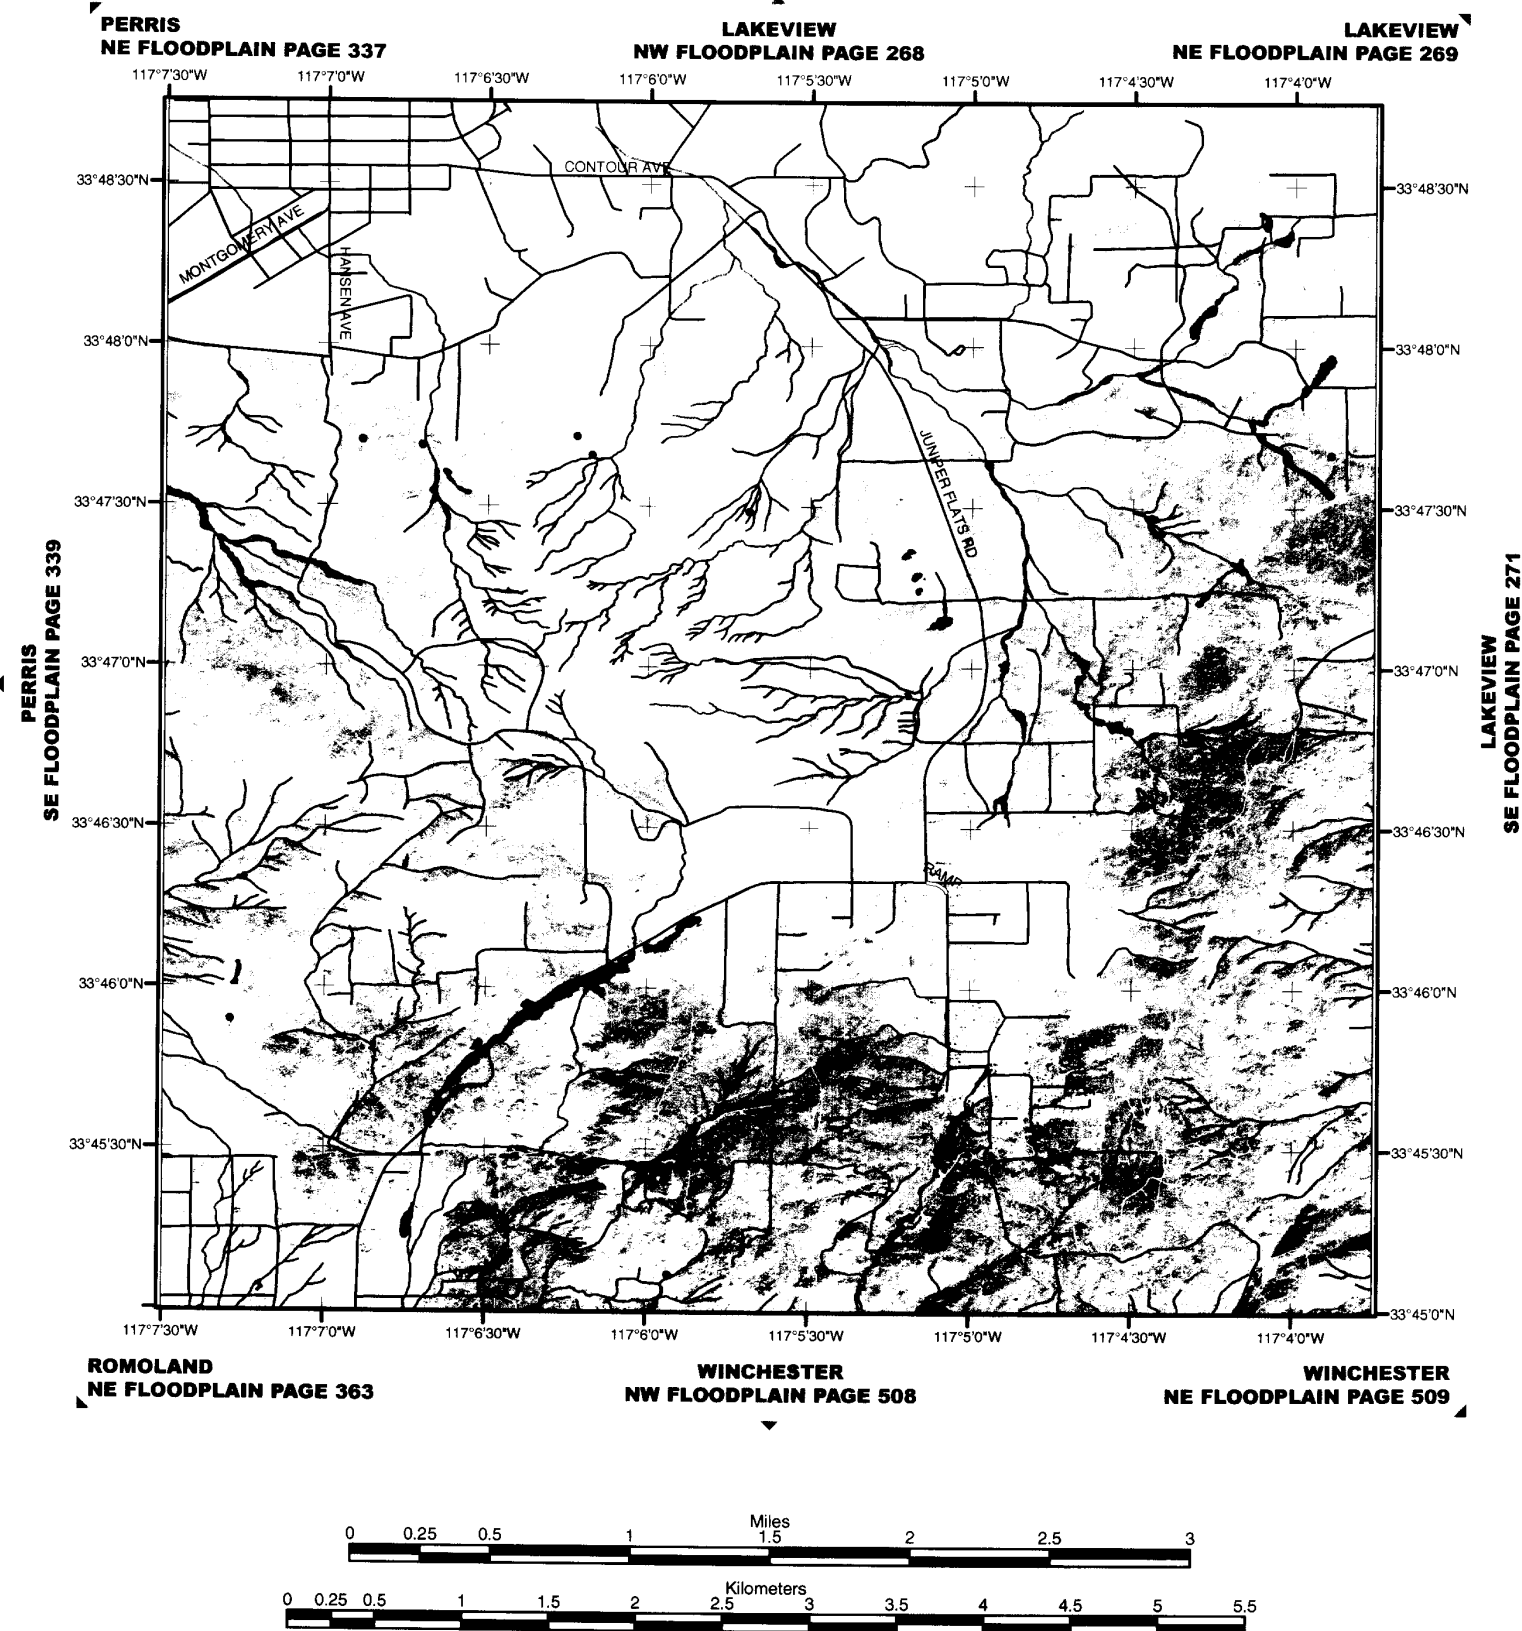 PERRIS
NE FLOODPLAIN PAGE 337
LAKEVIEW
NW FLOODPLAIN PAGE 268
LAKEVIEW
NE FLOODPLAIN PAGE 269
117°7'30"W
117°7'0"W
117°6'30"W
117°6'0"W
117°5'30"W
117°5'0"W
117°4'30"W
117°4'0"W
CONTOUR AVE
33°48'30"N
33°48'30"N
MONTGOMERY AVE
HANSEN AVE
33°48'0"N
33°48'0"N
JUNIPER FLATS RD
33°47'30"N
33°47'30"N
PERRIS
SE FLOODPLAIN PAGE 339
LAKEVIEW
SE FLOODPLAIN PAGE 271
33°47'0"N
33°47'0"N
33°46'30"N
33°46'30"N
RAMP
33°46'0"N
33°46'0"N
33°45'30"N
33°45'30"N
33°45'0"N
117°7'30"W
117°7'0"W
117°6'30"W
117°6'0"W
117°5'30"W
117°5'0"W
117°4'30"W
117°4'0"W
ROMOLAND
NE FLOODPLAIN PAGE 363
WINCHESTER
NW FLOODPLAIN PAGE 508
WINCHESTER
NE FLOODPLAIN PAGE 509
Miles
0 0.25 0.5 1 1.5 2 2.5 3
Kilometers
0 0.25 0.5 1 1.5 2 2.5 3 3.5 4 4.5 5 5.5